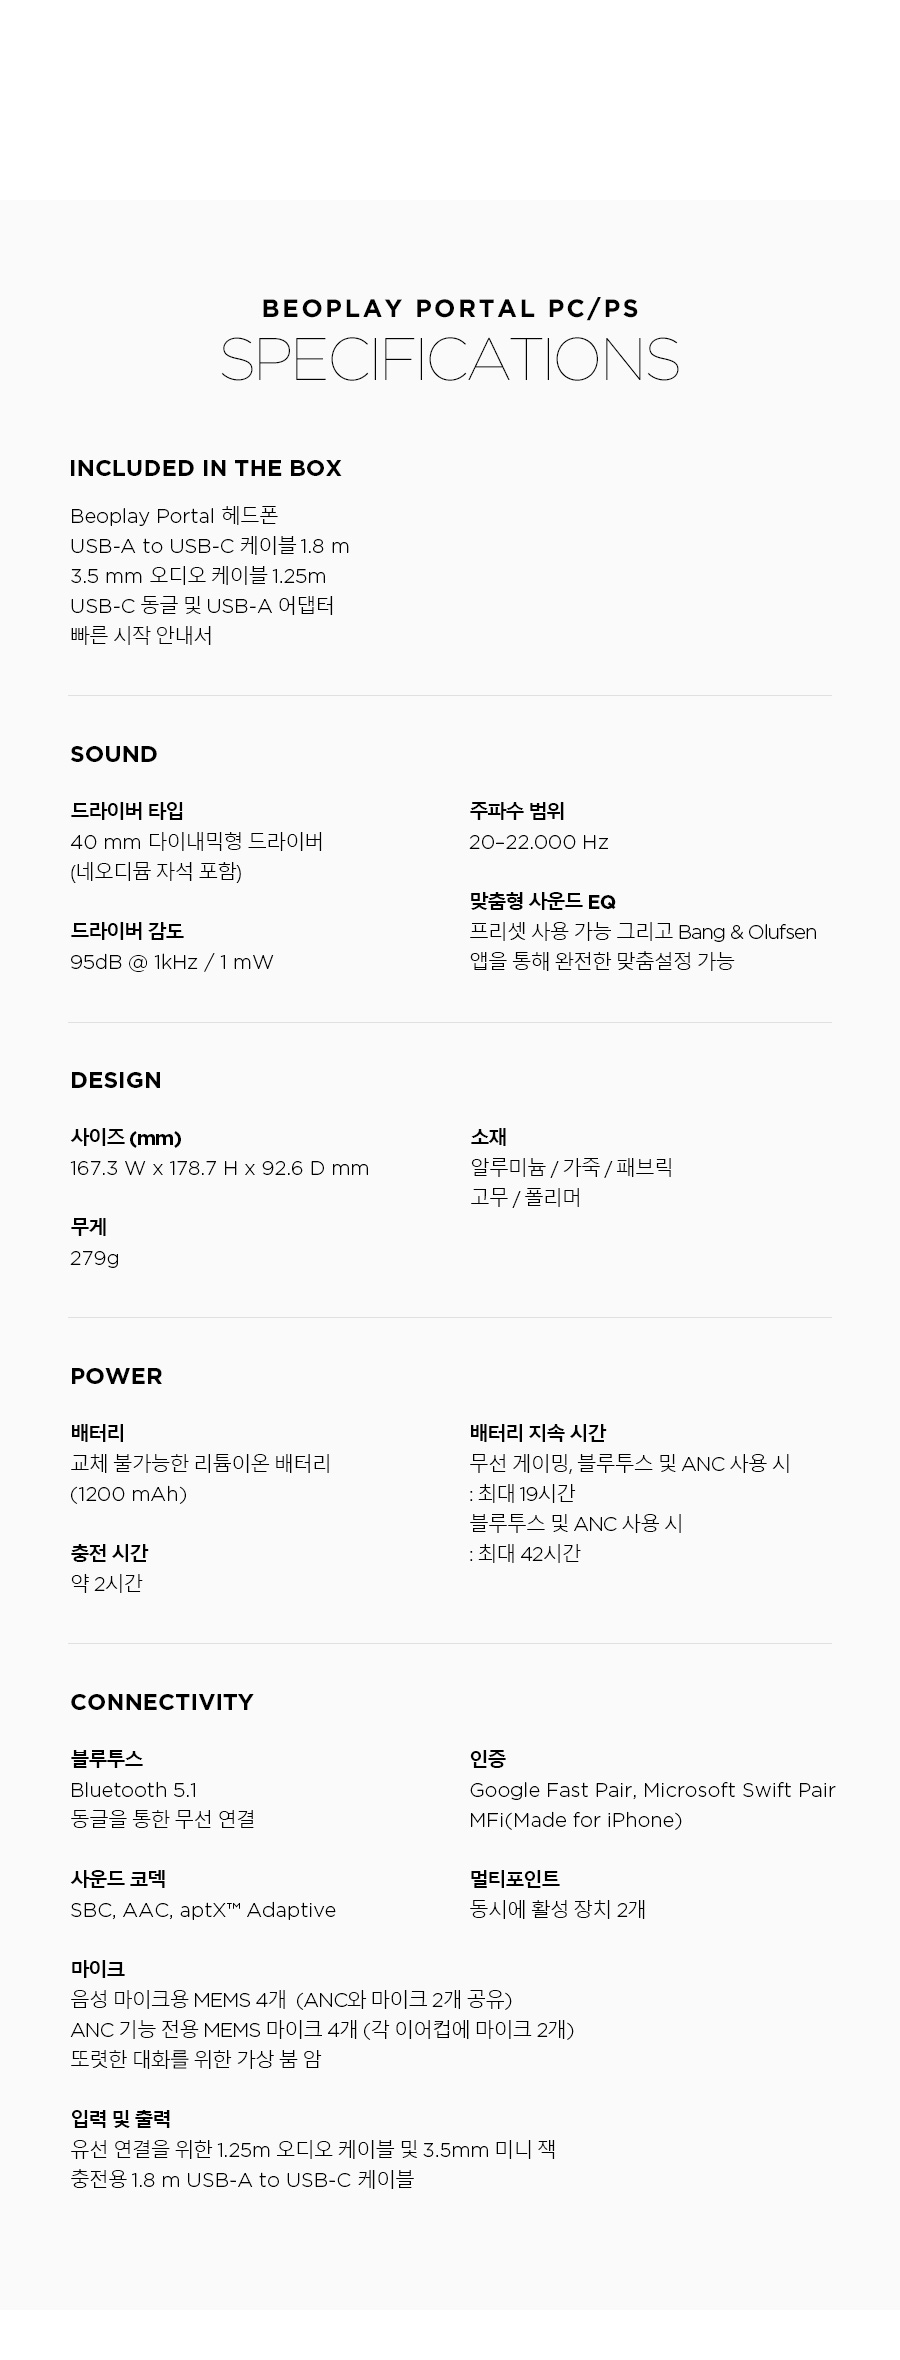 BEOPLAY PORTAL PC/PS
SPECIFICATIONS
INCLUDED IN THE BOX
Beoplay Portal 헤드폰
USB-A to USB-C 케이블 1.8 m
3.5 mm 오디오 케이블 1.25m
USB-C 동글 및 USB-A 어댑터
빠른 시작 안내서
SOUND
드라이버 타입
40 mm 다이내믹형 드라이버
(네오디뮴 자석 포함)
드라이버 감도
95dB @ 1kHz / 1 mW
주파수 범위
20–22.000 Hz
맞춤형 사운드 EQ
프리셋 사용 가능 그리고 Bang & Olufsen
앱을 통해 완전한 맞춤설정 가능
DESIGN
사이즈 (mm)
167.3 W x 178.7 H x 92.6 D mm
무게
279g
소재
알루미늄 / 가죽 / 패브릭
고무 / 폴리머
POWER
배터리
교체 불가능한 리튬이온 배터리
(1200 mAh)
충전 시간
약 2시간
배터리 지속 시간
무선 게이밍, 블루투스 및 ANC 사용 시
: 최대 19시간
블루투스 및 ANC 사용 시
: 최대 42시간
CONNECTIVITY
블루투스
Bluetooth 5.1
동글을 통한 무선 연결
인증
Google Fast Pair, Microsoft Swift Pair
MFi(Made for iPhone)
사운드 코덱
SBC, AAC, aptX™ Adaptive
멀티포인트
동시에 활성 장치 2개
마이크
음성 마이크용 MEMS 4개 (ANC와 마이크 2개 공유)
ANC 기능 전용 MEMS 마이크 4개 (각 이어컵에 마이크 2개)
또렷한 대화를 위한 가상 붐 암
입력 및 출력
유선 연결을 위한 1.25m 오디오 케이블 및 3.5mm 미니 잭
충전용 1.8 m USB-A to USB-C 케이블